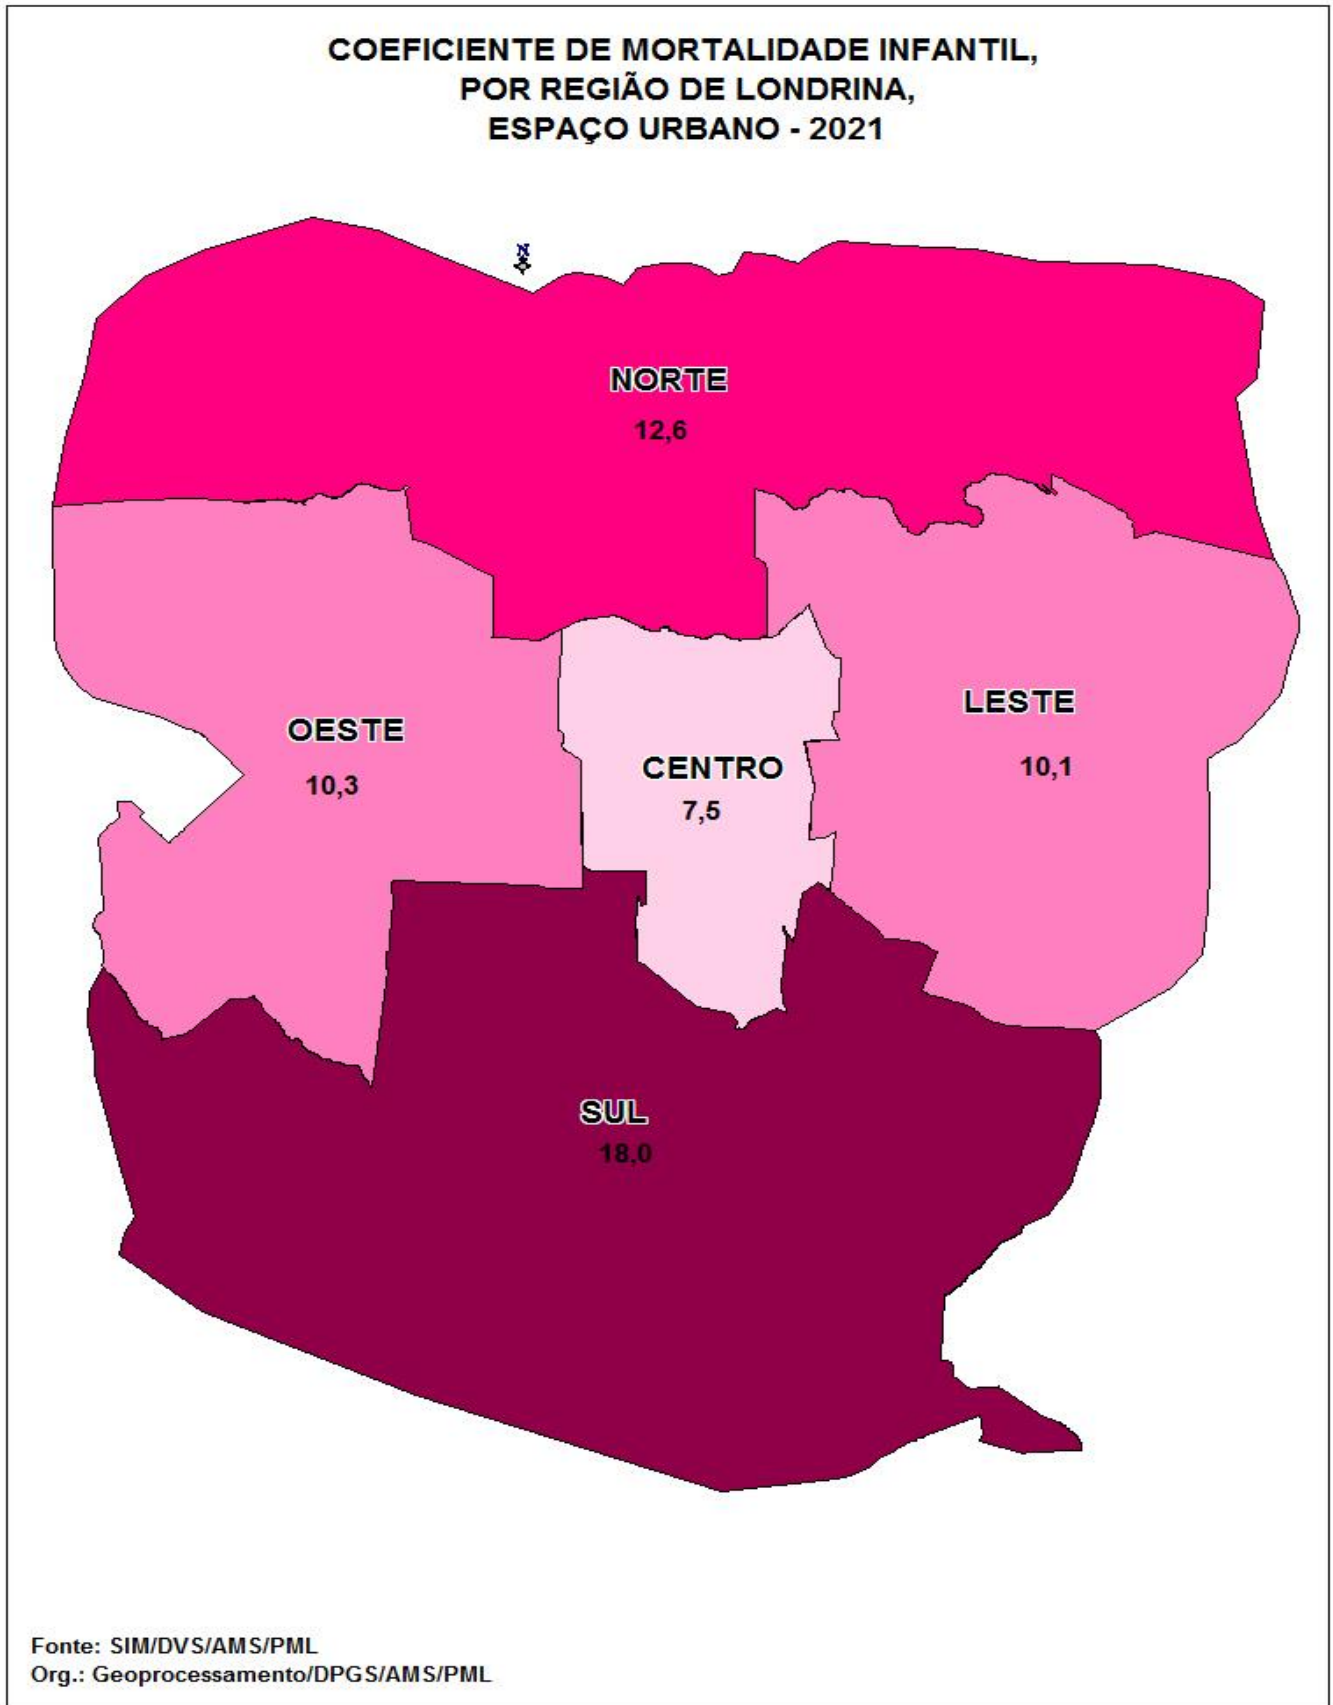 COEFICIENTE DE MORTALIDADE INFANTIL,
POR REGIÃO DE LONDRINA,
ESPAÇO URBANO - 2021
N
NORTE
12,6
LESTE
10,1
OESTE
10,3
CENTRO
7,5
SUL
18,0
Fonte: SIM/DVS/AMS/PML
Org.: Geoprocessamento/DPGS/AMS/PML